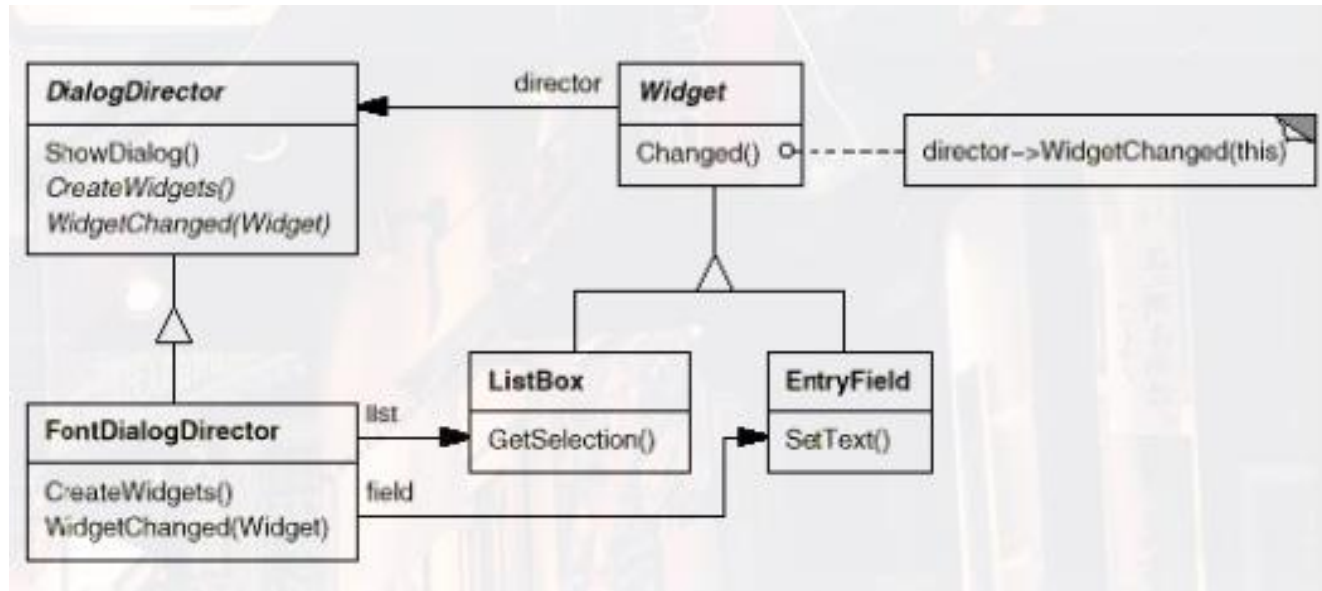 DialogDirector
ShowDialog()
CreateWidgets()
WidgetChanged(Widget)
director
Widget
Changed()
director->WidgetChanged(this)
FontDialogDirector
CreateWidgets()
WidgetChanged(Widget)
list
field
ListBox
GetSelection()
EntryField
SetText()